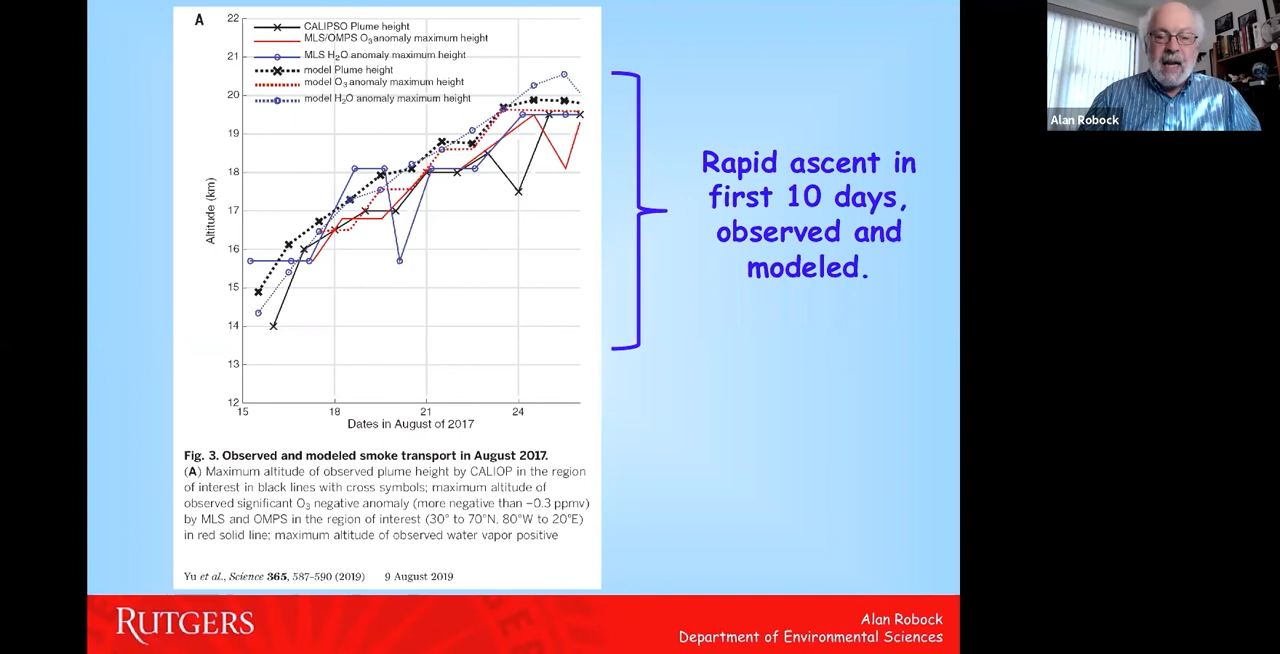 A
22
21
20
19
18
17
16
15
14
13
12
Altitude (km)
CALIPSO Plume height
MLS/OMPS O3 anomaly maximum height
MLS H2O anomaly maximum height
model Plume height
model O3 anomaly maximum height
model H2O anomaly maximum height
15 18 21 24
Dates in August of 2017
Fig. 3. Observed and modeled smoke transport in August 2017.
(A) Maximum altitude of observed plume height by CALIOP in the region
of interest in black lines with cross symbols; maximum altitude of
observed significant O3 negative anomaly (more negative than −0.3 ppmv)
by MLS and OMPS in the region of interest (30° to 70°N, 80°W to 20°E)
in red solid line; maximum altitude of observed water vapor positive
Yu et al., Science 365, 587–590 (2019) 9 August 2019
Rapid ascent in
first 10 days,
observed and
modeled.
Alan Robock
RUTGERS
Alan Robock
Department of Environmental Sciences